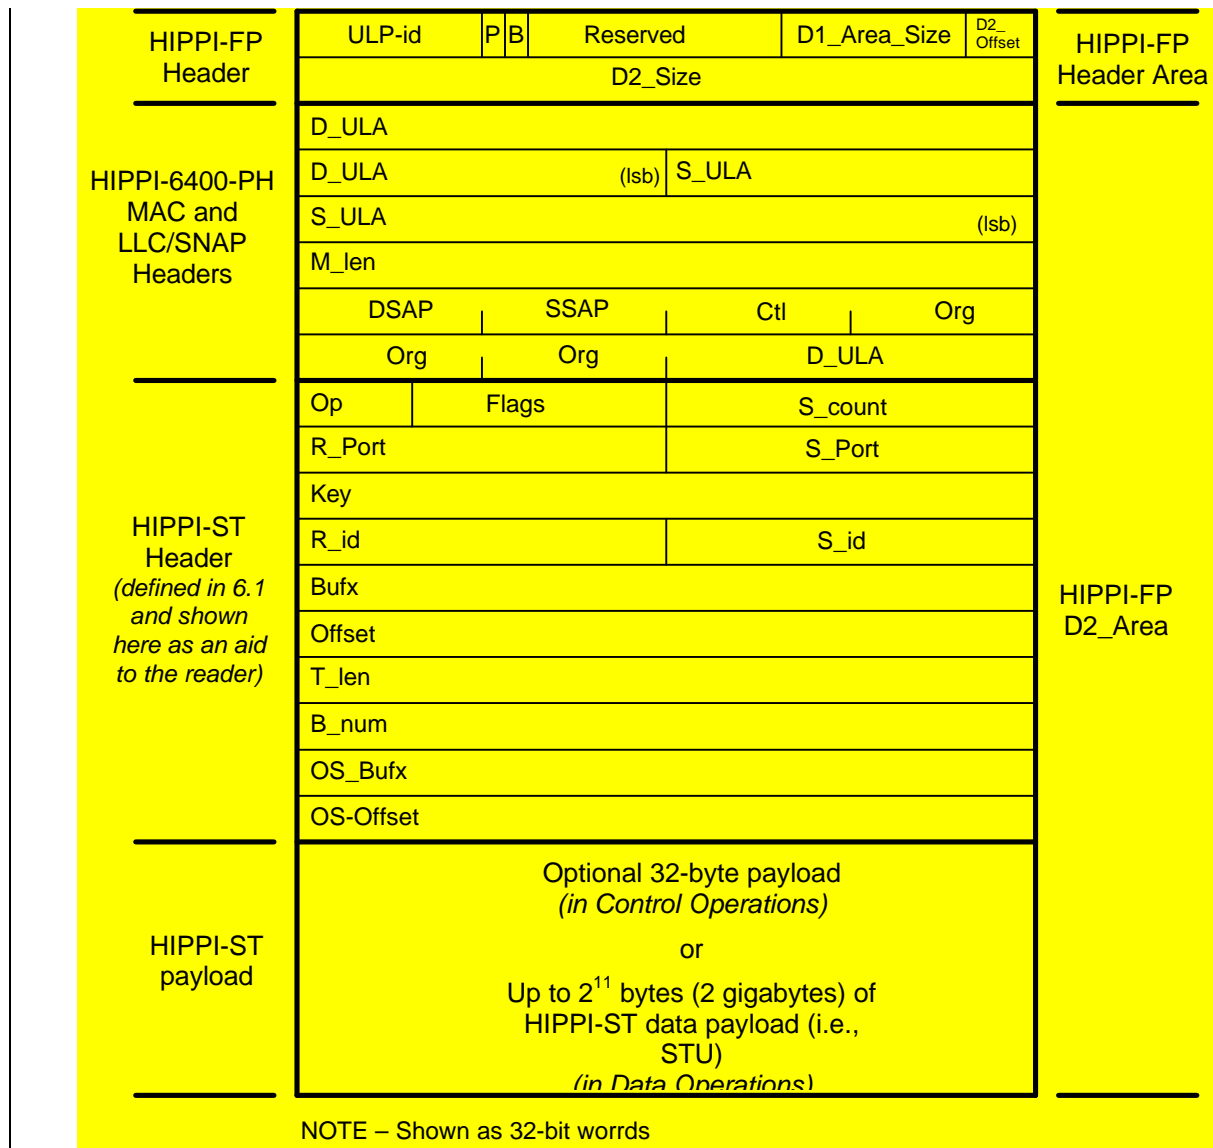 HIPPI-FP
Header
ULP-id P B Reserved D1_Area_Size D2_
Offset
D2_Size
HIPPI-FP
Header Area
HIPPI-6400-PH
MAC and
LLC/SNAP
Headers
D_ULA
D_ULA (lsb) S_ULA
S_ULA (lsb)
M_len
DSAP SSAP Ctl Org
Org Org D_ULA
HIPPI-ST
Header
(defined in 6.1
and shown
here as an aid
to the reader)
Op Flags S_count
R_Port S_Port
Key
R_id S_id
Bufx
Offset
T_len
B_num
OS_Bufx
OS-Offset
HIPPI-FP
D2_Area
HIPPI-ST
payload
Optional 32-byte payload
(in Control Operations)
or
Up to 2^11 bytes (2 gigabytes) of
HIPPI-ST data payload (i.e.,
STU)
(in Data Operations)
NOTE – Shown as 32-bit worrds